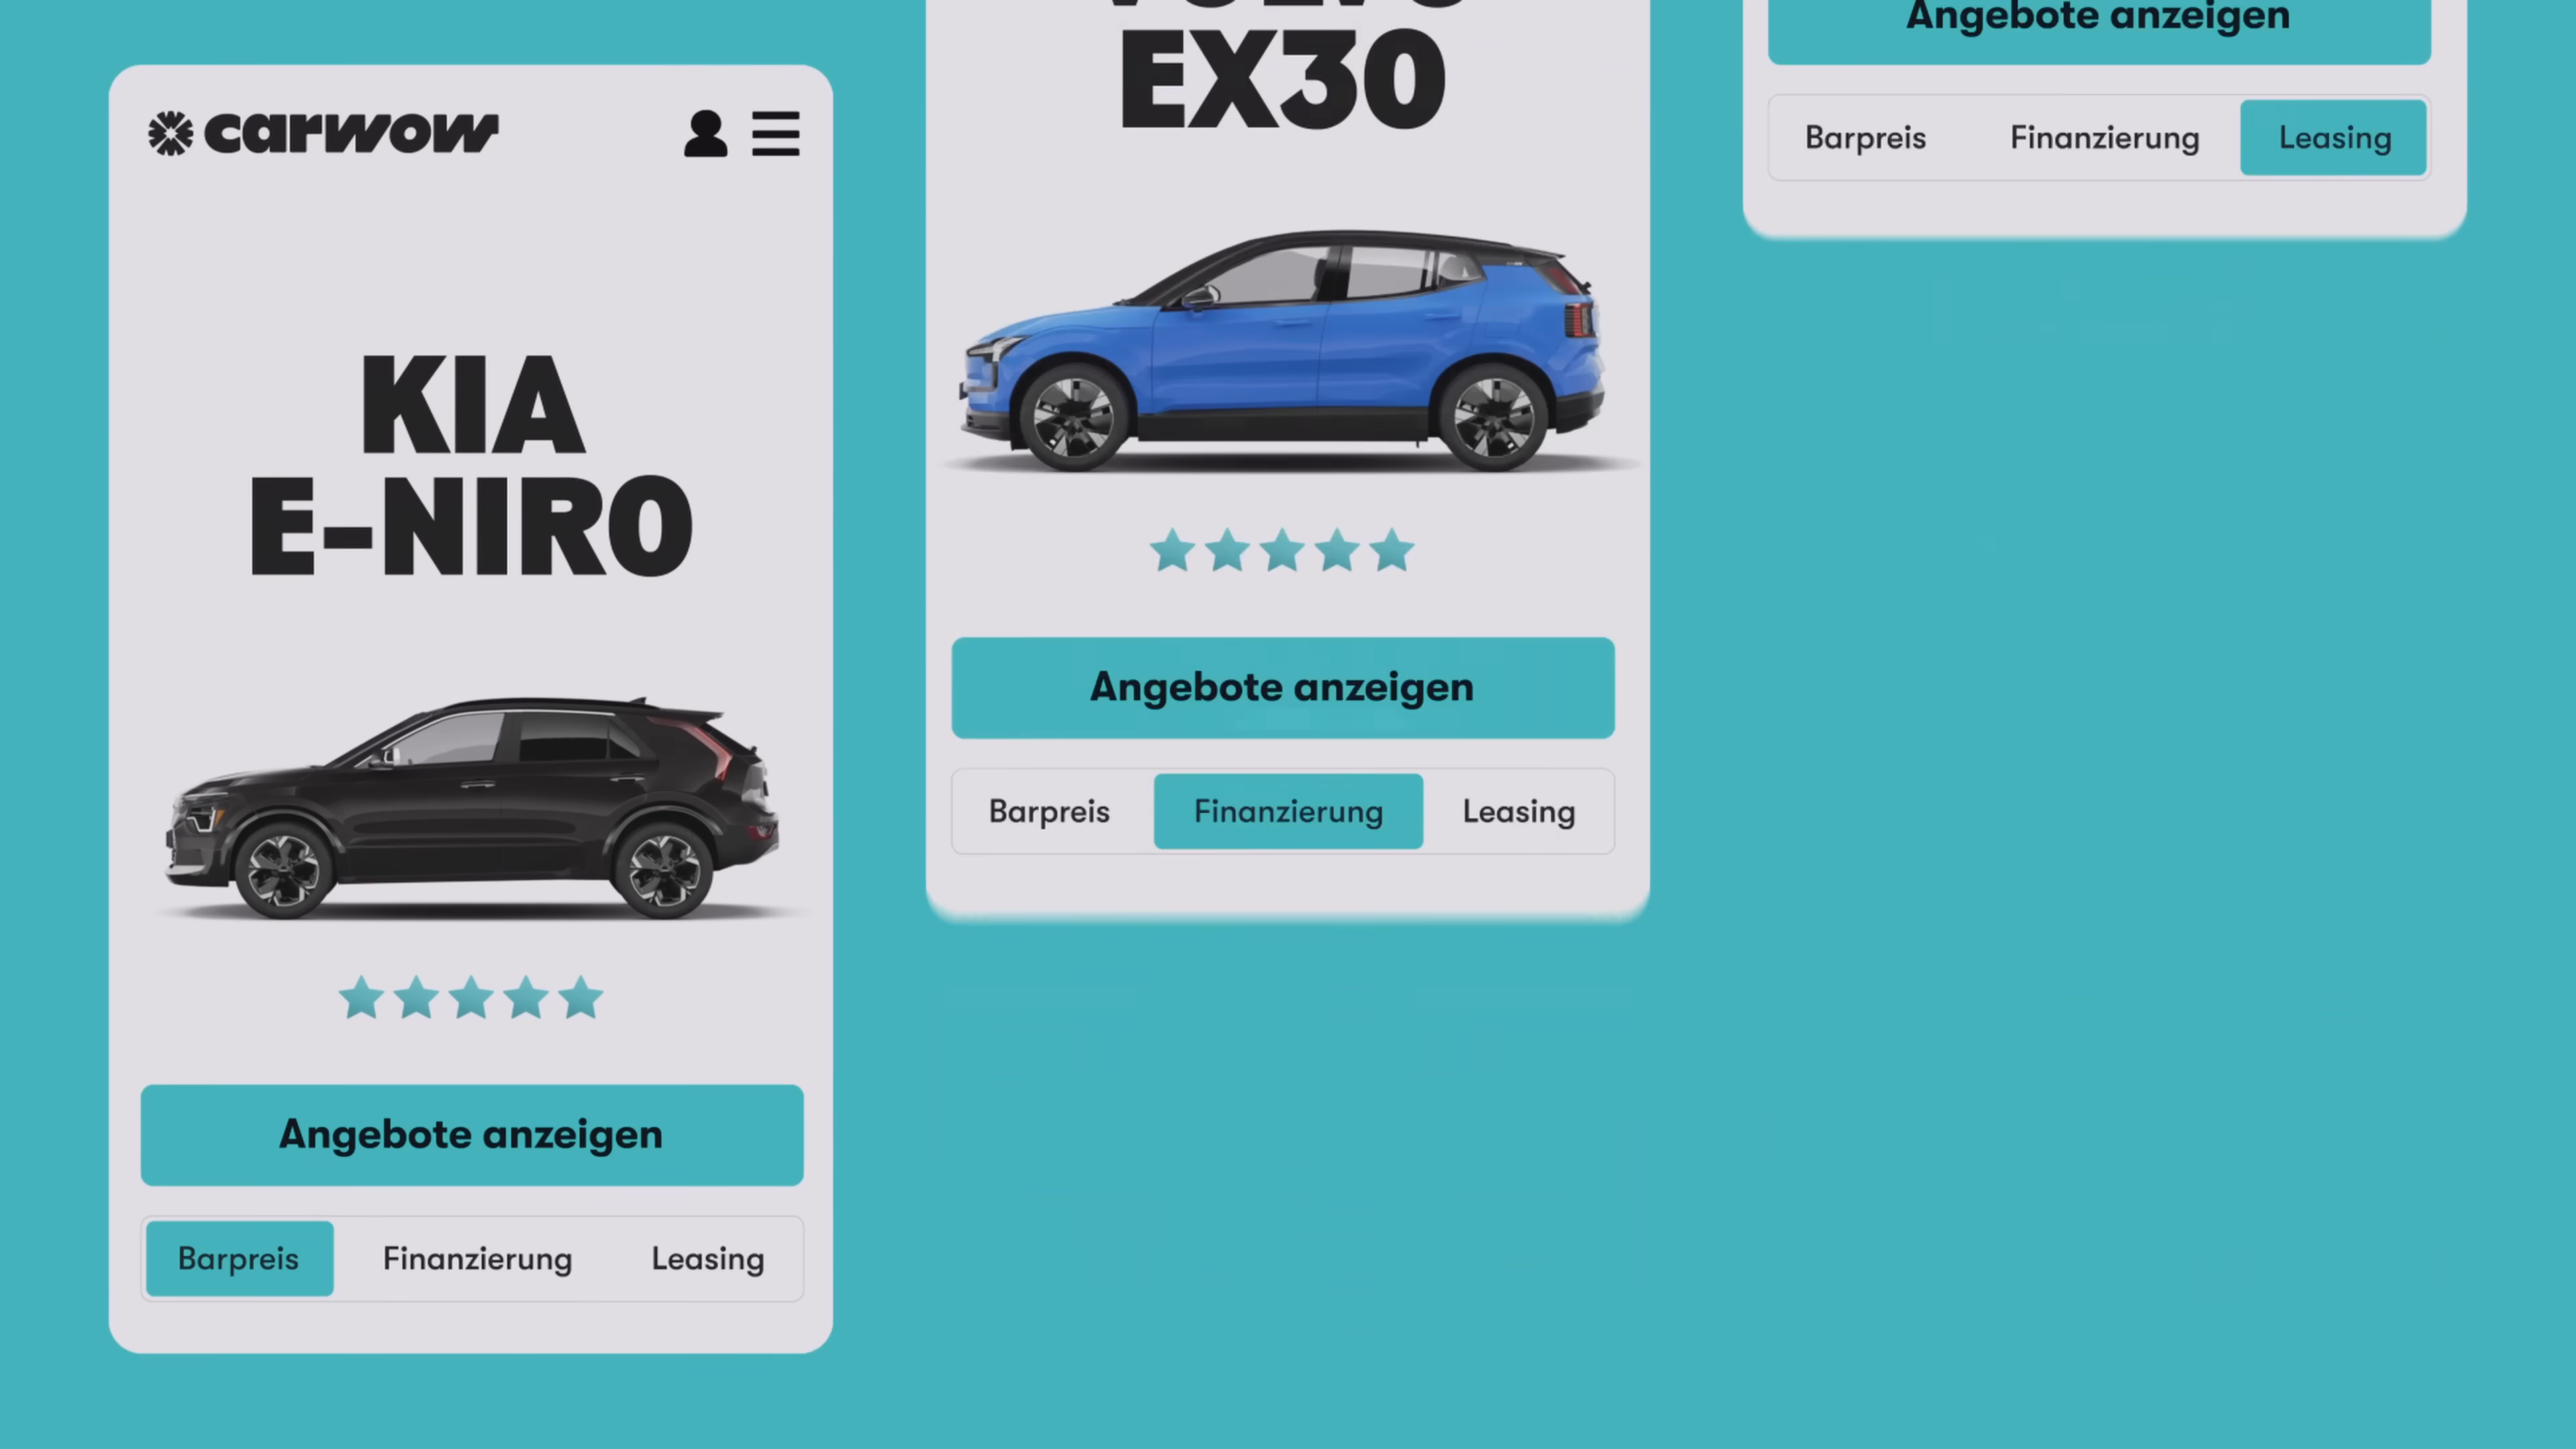 carwow
KIA
E-NIRO
Angebote anzeigen
Barpreis Finanzierung Leasing
VOLVO
EX30
Angebote anzeigen
Barpreis Finanzierung Leasing
Angebote anzeigen
Barpreis Finanzierung Leasing